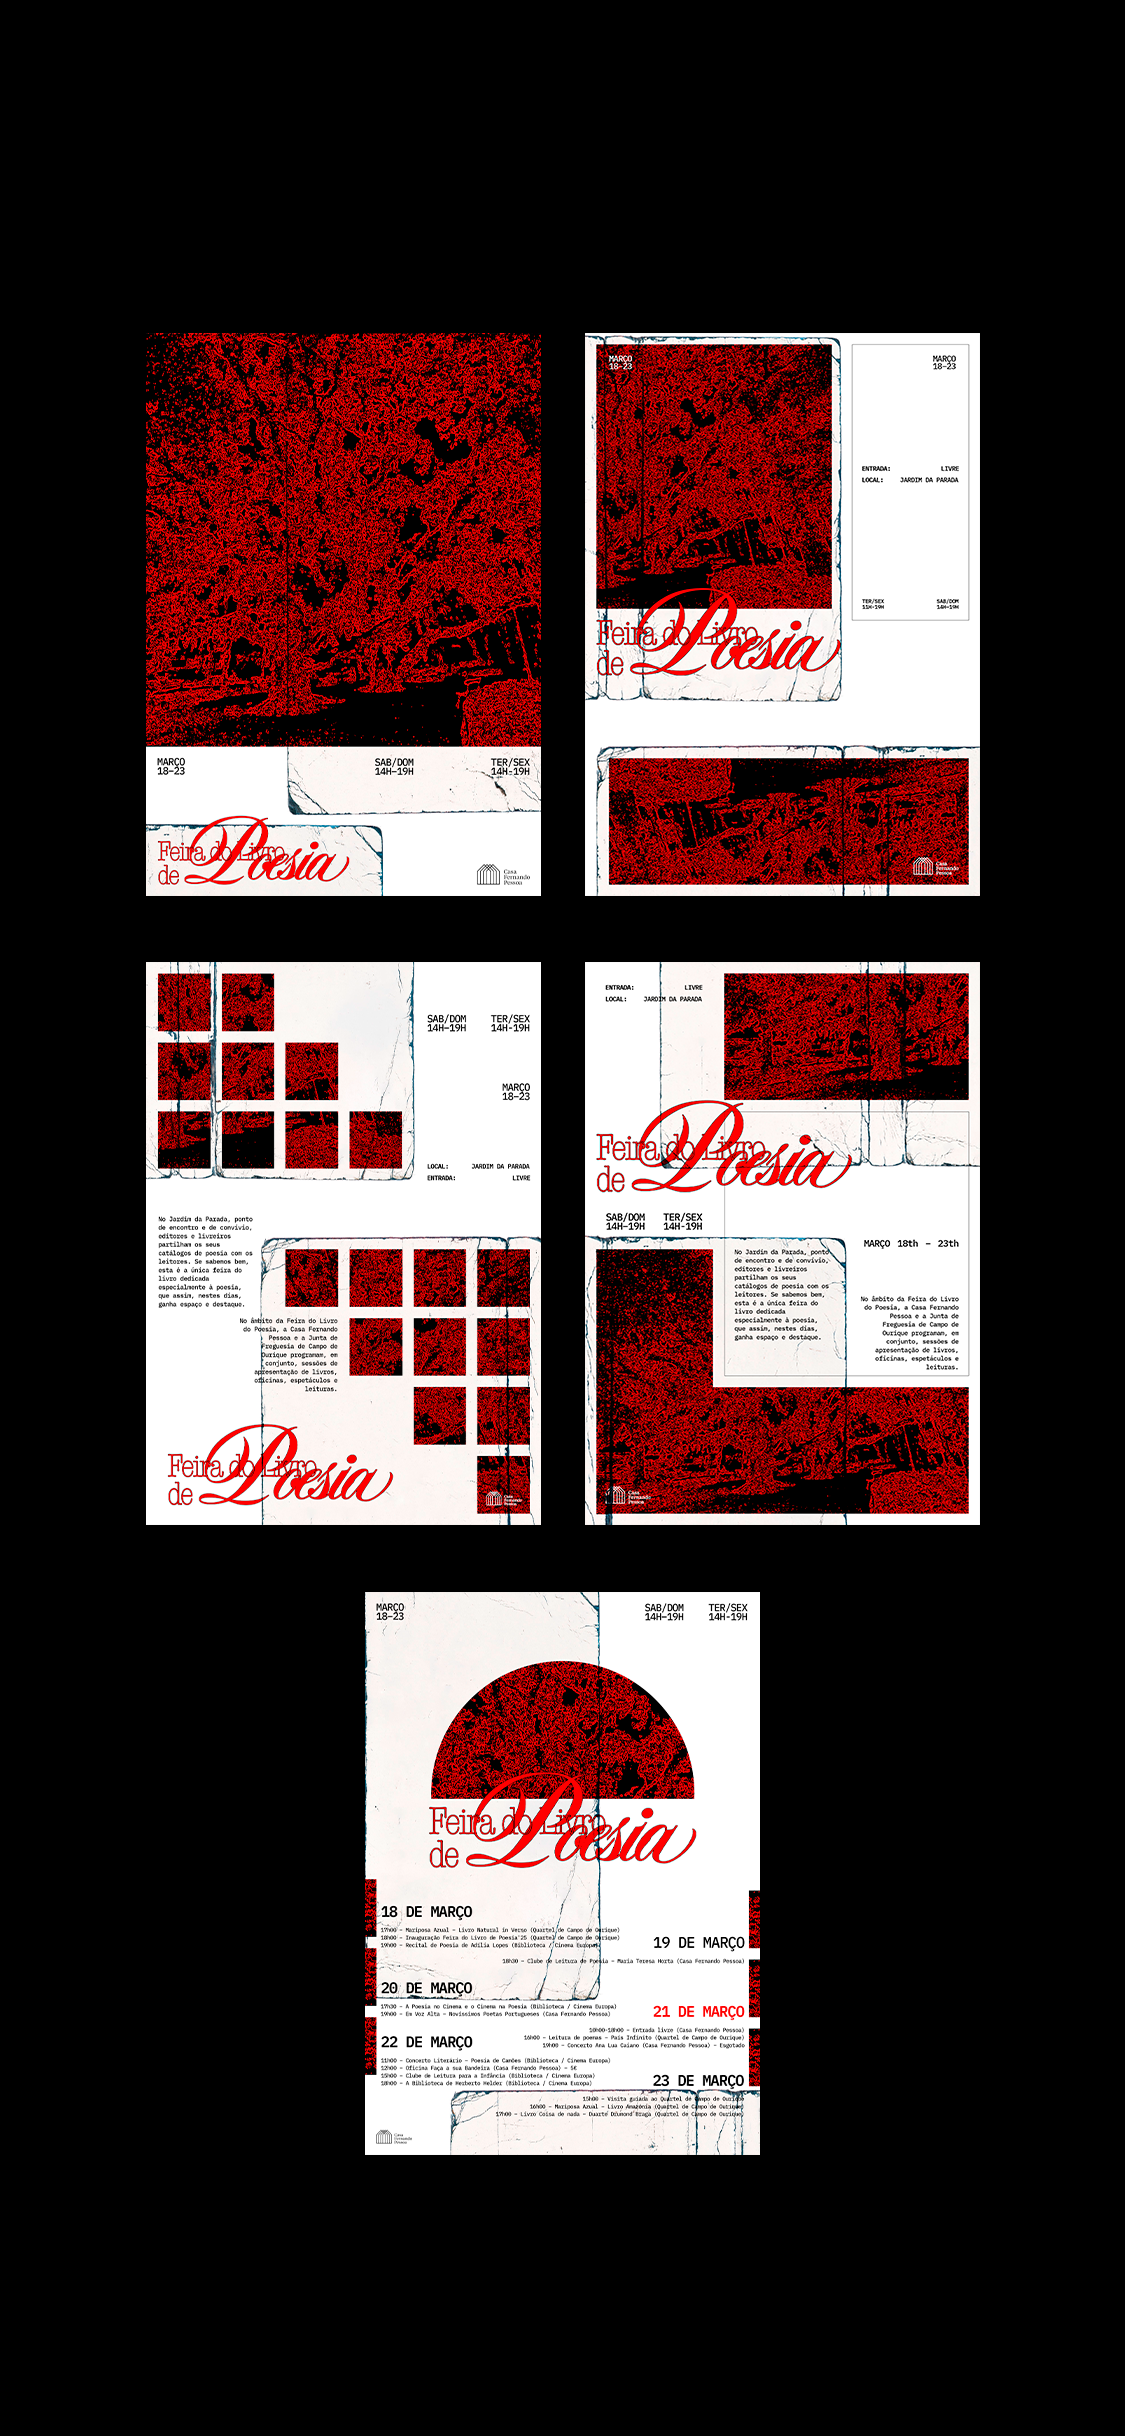 MARÇO
18–23
SAB/DOM
14H–19H
TER/SEX
14H-19H
Feira do Livro
de Poesia
Casa
Fernando
Pessoa
MARÇO
18–23
MARÇO
18–23
ENTRADA: LIVRE
LOCAL: JARDIM DA PARADA
TER/SEX
11H–19H
SAB/DOM
14H–19H
Feira do Livro
de Poesia
Casa
Fernando
Pessoa
SAB/DOM
14H–19H
TER/SEX
14H-19H
MARÇO
18–23
LOCAL: JARDIM DA PARADA
ENTRADA: LIVRE
No Jardim da Parada, ponto
de encontro e de convívio,
editores e livreiros
partilham os seus
catálogos de poesia com os
leitores. Se sabemos bem,
esta é a única feira do
livro dedicada
especialmente à poesia,
que assim, nestes dias,
ganha espaço e destaque.
No âmbito da Feira do Livro
do Poesia, a Casa Fernando
Pessoa e a Junta de
Freguesia de Campo de
Ourique programam, em
conjunto, sessões de
apresentação de livros,
oficinas, espetáculos e
leituras.
Feira do Livro
de Poesia
Casa
Fernando
Pessoa
ENTRADA: LIVRE
LOCAL: JARDIM DA PARADA
Feira do Livro
de Poesia
SAB/DOM
14H–19H
TER/SEX
14H-19H
MARÇO 18th – 23th
No Jardin da Parada, ponto
de encontro e de convívio,
editores e livreiros
partilham os seus
catálogos de poesia com os
leitores. Se sabemos bem,
esta é a única feira do
livro dedicada
especialmente à poesia,
que assim, nestes dias,
ganha espaço e destaque.
No âmbito da Feira do Livro
do Poesia, a Casa Fernando
Pessoa e a Junta de
Freguesia de Campo de
Ourique programam, em
conjunto, sessões de
apresentação de livros,
oficinas, espetáculos e
leituras.
Casa
Fernando
Pessoa
MARÇO
18–23
SAB/DOM
14H–19H
TER/SEX
14H-19H
Feira do Livro
de Poesia
18 DE MARÇO
17h00 – Mariposa Azual – Livro Natural in Verso (Quartel de Campo de Ourique)
18h00 – Inauguração Feira do Livro de Poesia'25 (Quartel de Campo de Ourique)
19h00 – Recital de Poesia de Adília Lopes (Biblioteca / Cinema Europa)
19 DE MARÇO
18h30 – Clube de Leitura de Poesia – Maria Teresa Horta (Casa Fernando Pessoa)
20 DE MARÇO
17h30 – A Poesia no Cinema e o Cinema na Poesia (Biblioteca / Cinema Europa)
19h00 – Em Voz Alta – Novíssimos Poetas Portugueses (Casa Fernando Pessoa)
21 DE MARÇO
10h00-18h00 – Entrada livre (Casa Fernando Pessoa)
16h00 – Leitura de poemas – País Infinito (Quartel de Campo de Ourique)
19h00 – Concerto Ana Lua Caiano (Casa Fernando Pessoa) – Esgotado
22 DE MARÇO
11h00 – Concerto Literário – Poesia de Camões (Biblioteca / Cinema Europa)
12h00 – Oficina Faça a sua Bandeira (Casa Fernando Pessoa) – 5€
15h00 – Clube de Leitura para a Infância (Biblioteca / Cinema Europa)
18h00 – A Biblioteca de Herberto Helder (Biblioteca / Cinema Europa)
23 DE MARÇO
15h00 – Visita guiada ao Quartel de Campo de Ourique
16h00 – Mariposa Azual – Livro Amazónia (Quartel de Campo de Ourique)
17h00 – Livro Coisa de nada – Duarte Drumond Braga (Quartel de Campo de Ourique)
Casa
Fernando
Pessoa